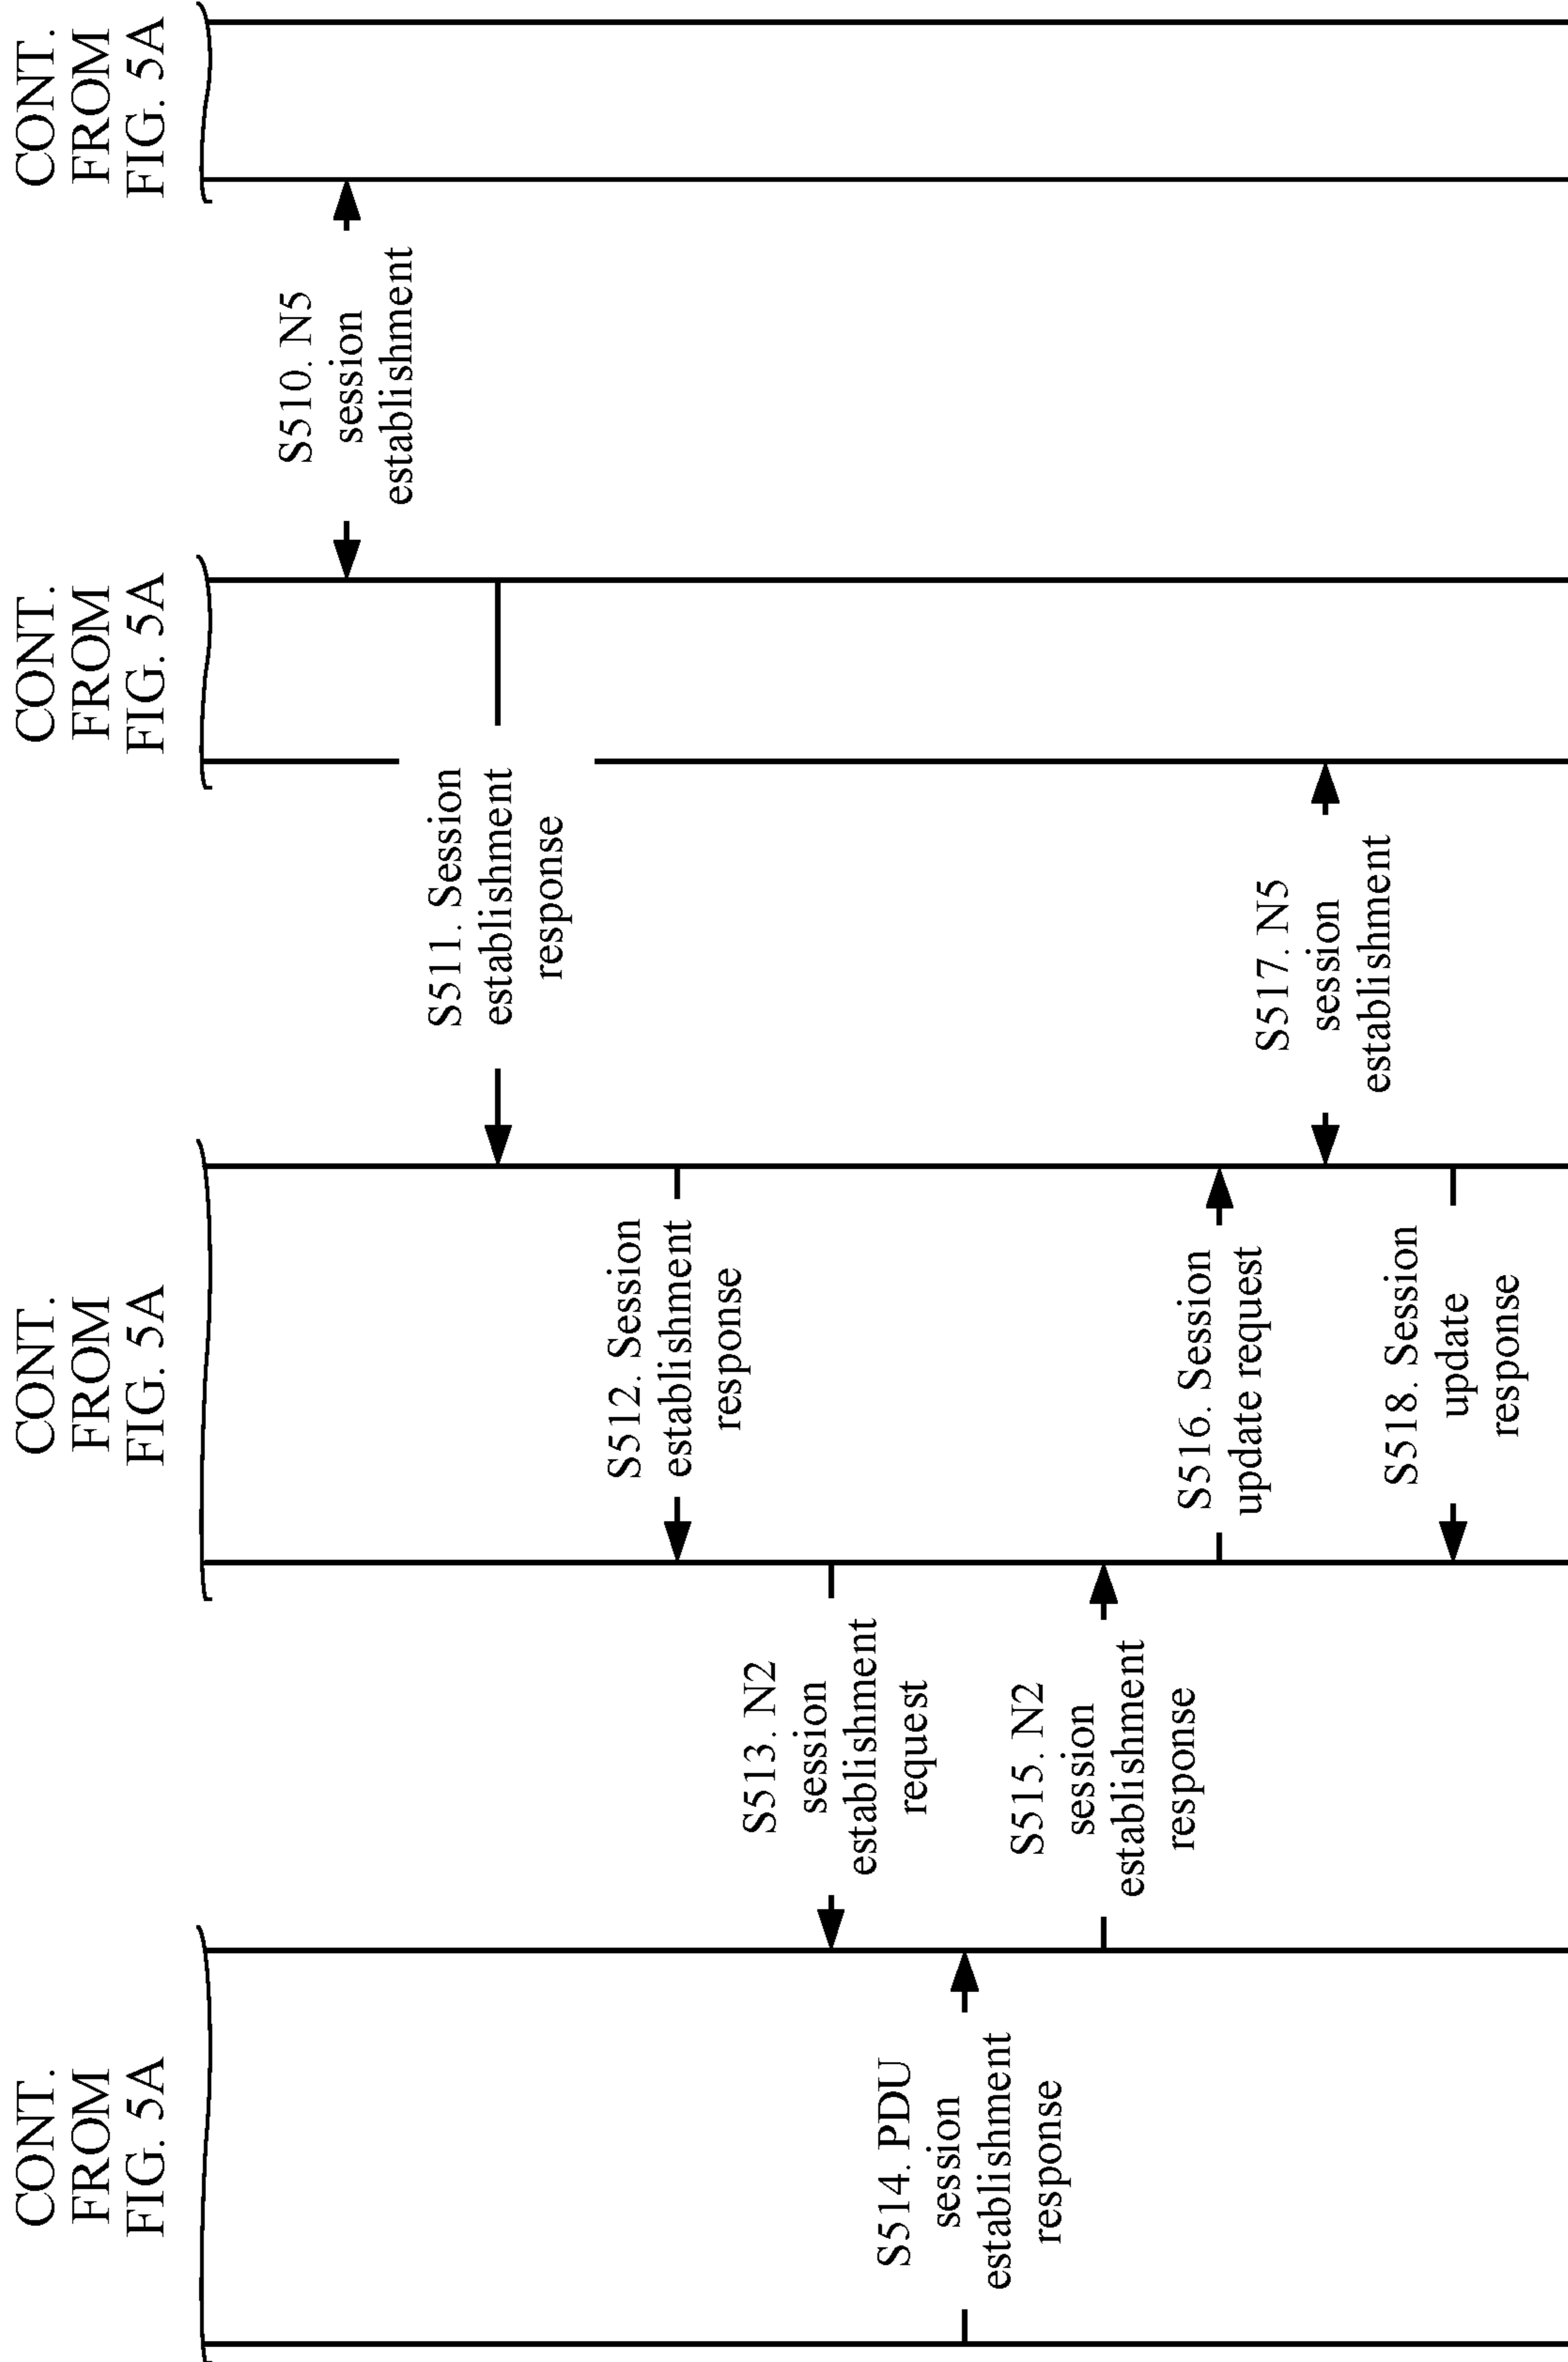 CONT.
FROM
FIG. 5A
CONT.
FROM
FIG. 5A
CONT.
FROM
FIG. 5A
CONT.
FROM
FIG. 5A
S510. N5
session
establishment
S511. Session
establishment
response
S512. Session
establishment
response
S513. N2
session
establishment
request
S514. PDU
session
establishment
response
S515. N2
session
establishment
response
S516. Session
update request
S517. N5
session
establishment
S518. Session
update
response